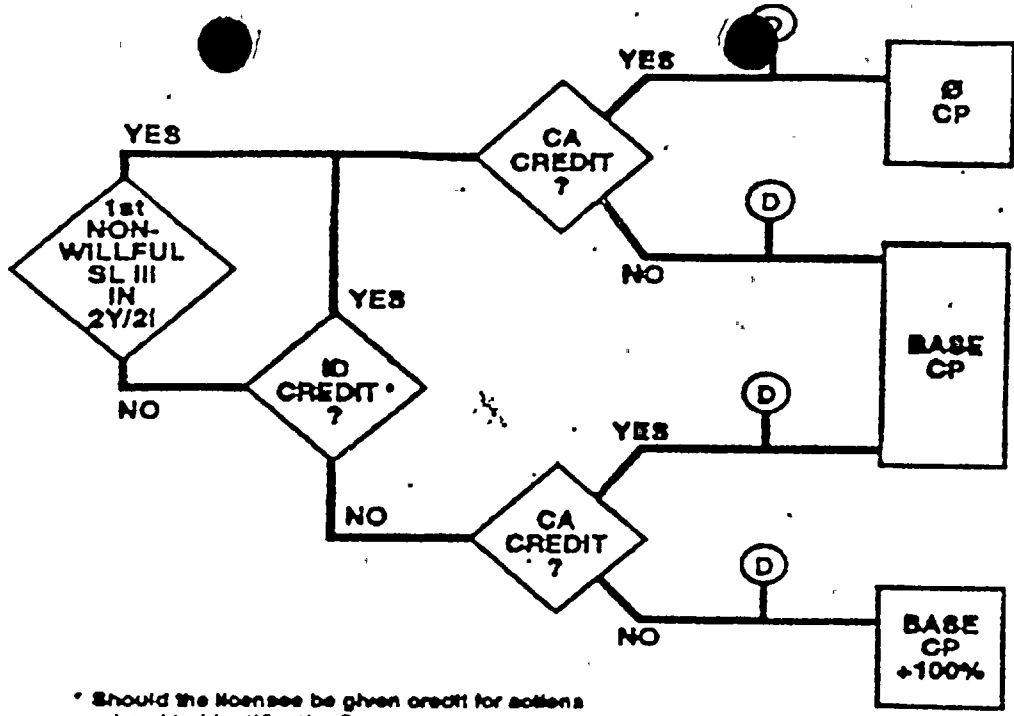 D
YES
Ø
CP
YES
CA
CREDIT
?
1st
NON-
WILLFUL
SL III
IN
2Y/2I
D
NO
YES
BASE
CP
ID
CREDIT *
?
NO
D
YES
NO
CA
CREDIT
?
D
NO
BASE
CP
+100%
* Should the licensee be given credit for actions